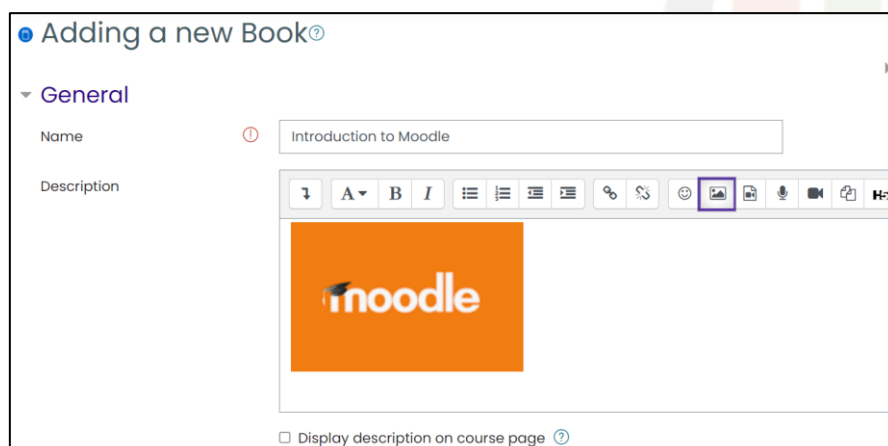 Adding a new Book
General
Name
Introduction to Moodle
Description
A B I
moodle
Display description on course page